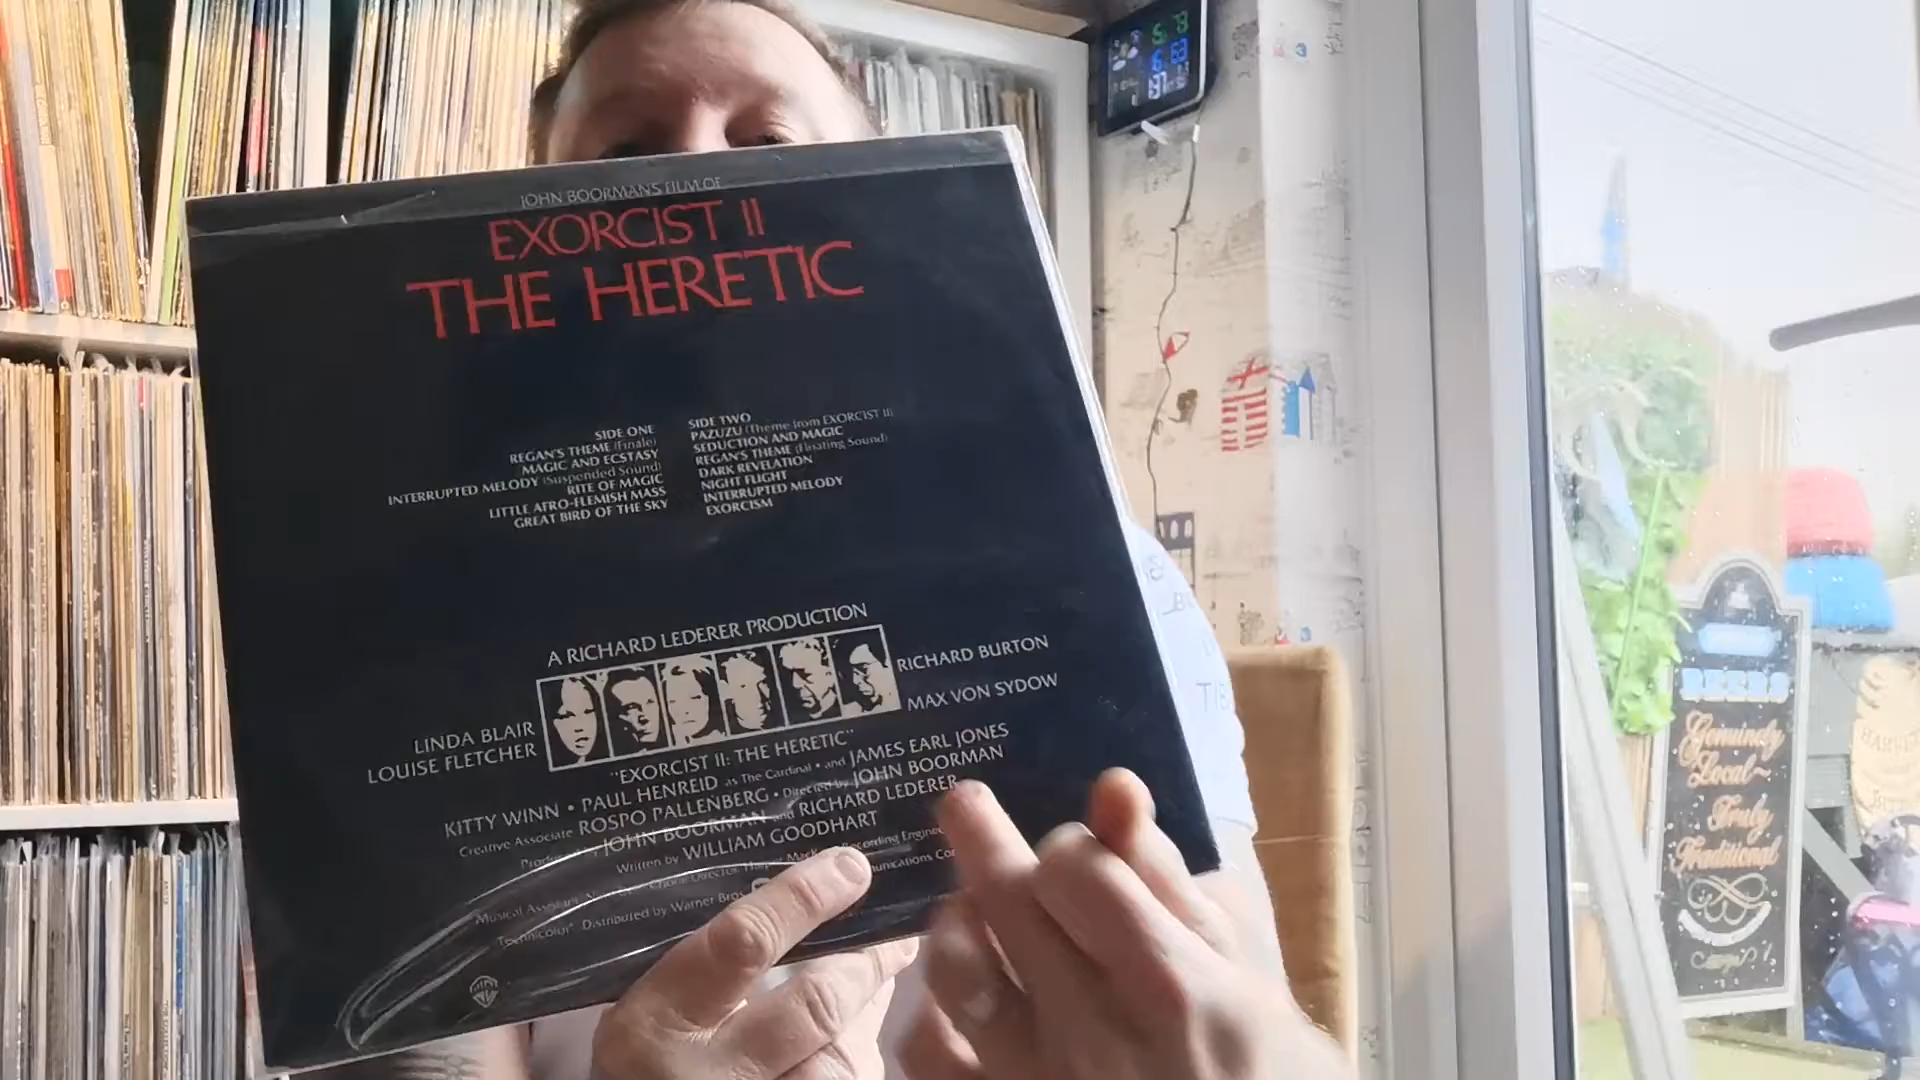 JOHN BOORMAN'S FILM OF
EXORCIST II
THE HERETIC
SIDE ONE
REGAN'S THEME (Finale)
MAGIC AND ECSTASY
INTERRUPTED MELODY (Suspended Sound)
RITE OF MAGIC
LITTLE AFRO-FLEMISH MASS
GREAT BIRD OF THE SKY
SIDE TWO
PAZUZU (Theme from EXORCIST II)
SEDUCTION AND MAGIC
REGAN'S THEME (Floating Sound)
DARK REVELATION
NIGHT FLIGHT
INTERRUPTED MELODY
EXORCISM
A RICHARD LEDERER PRODUCTION
LINDA BLAIR
LOUISE FLETCHER
RICHARD BURTON
MAX VON SYDOW
"EXORCIST II: THE HERETIC"
KITTY WINN • PAUL HENREID as The Cardinal • and JAMES EARL JONES
Creative Associate ROSPO PALLENBERG • Directed by JOHN BOORMAN
JOHN BOORMAN and RICHARD LEDERER
Written by WILLIAM GOODHART
Musical Choral Director Recording
Technicolor® Distributed by Warner Bros
Genuinely
Local~
Truly
Traditional